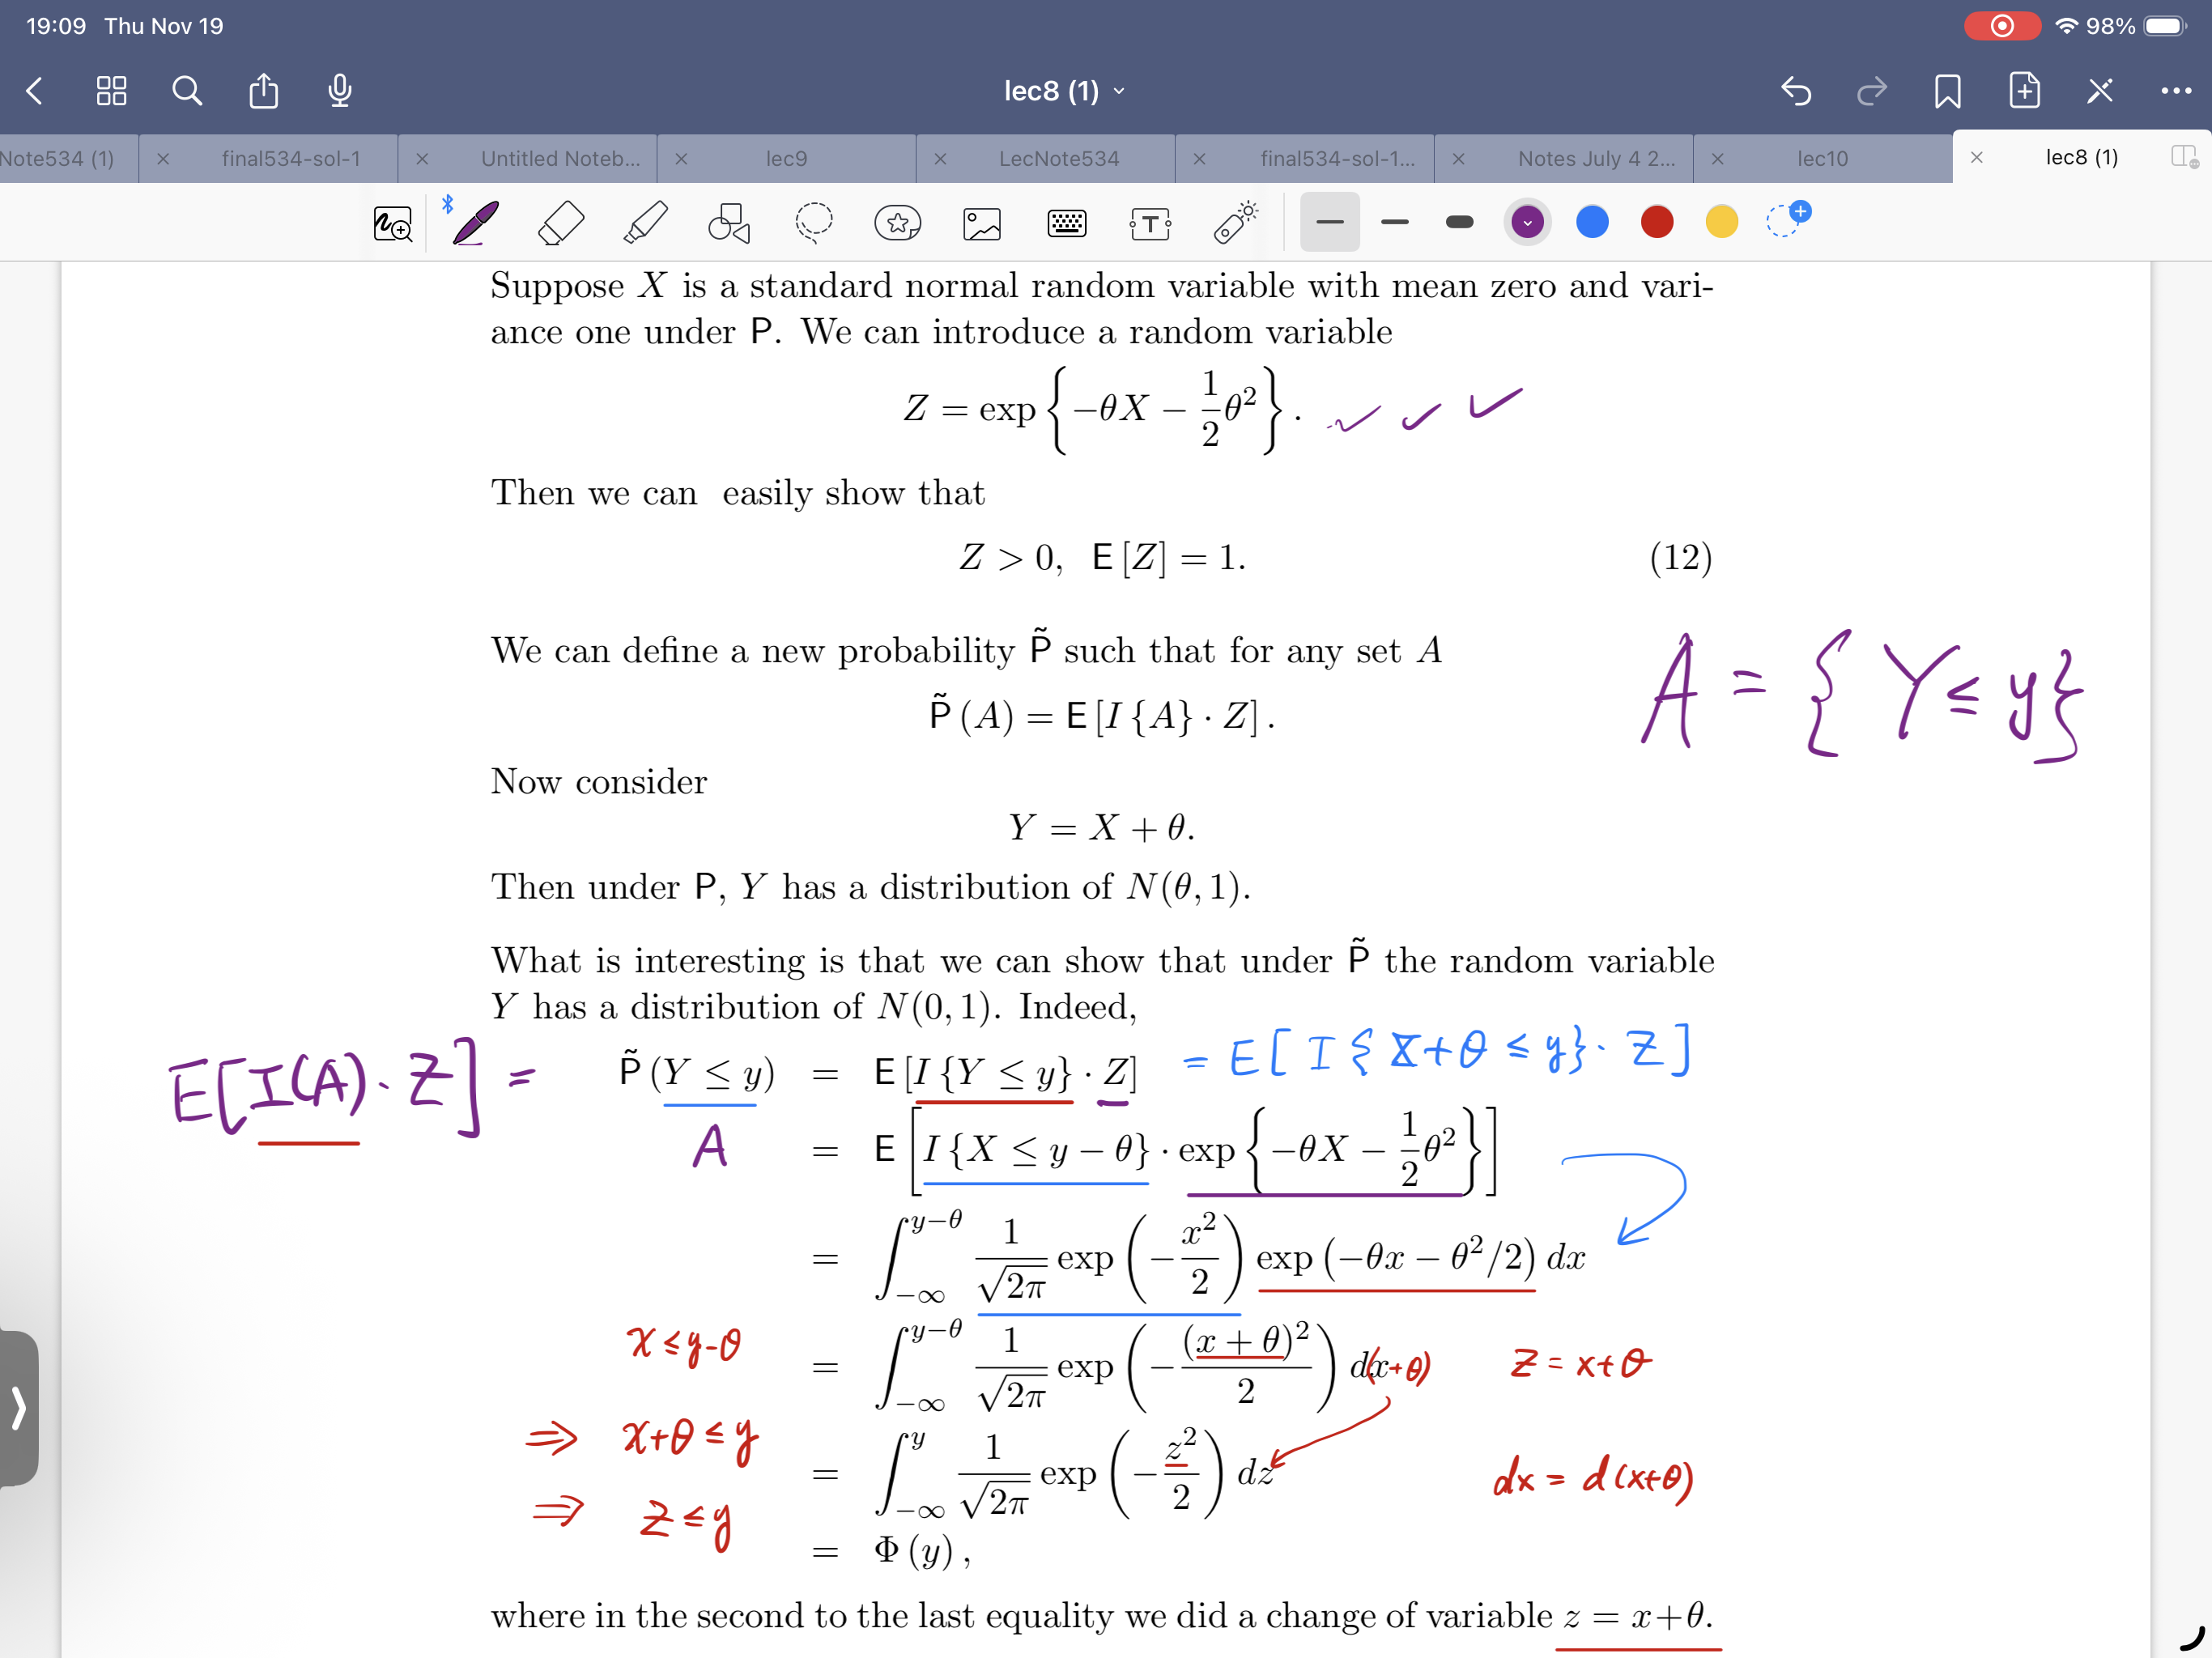 19:09 Thu Nov 19
98%
lec8 (1)
Note534 (1) × final534-sol-1 × Untitled Noteb... × lec9 × LecNote534 × final534-sol-1... × Notes July 4 2... × lec10 × lec8 (1)
Suppose X is a standard normal random variable with mean zero and vari-
ance one under P. We can introduce a random variable
Z = exp { −θX − 1/2 θ² } . ✓ ✓ ✓
Then we can easily show that
Z > 0, E [Z] = 1. (12)
We can define a new probability P̃ such that for any set A
A = { Y ≤ y }
P̃ (A) = E [I {A} · Z] .
Now consider
Y = X + θ.
Then under P, Y has a distribution of N(θ, 1).
What is interesting is that we can show that under P̃ the random variable
Y has a distribution of N(0, 1). Indeed,
E[I(A) · Z] = P̃ (Y ≤ y) = E [I {Y ≤ y} · Z] = E[ I { X+θ ≤ y } · Z ]
A = E [ I {X ≤ y − θ} · exp { −θX − 1/2 θ² } ]
= ∫_{−∞}^{y−θ} 1/√2π exp ( − x²/2 ) exp (−θx − θ²/2) dx
x ≤ y-θ = ∫_{−∞}^{y−θ} 1/√2π exp ( − (x + θ)²/2 ) dx (+θ) z = x+θ
⇒ x+θ ≤ y = ∫_{−∞}^{y} 1/√2π exp ( − z²/2 ) dz dx = d(x+θ)
⇒ z ≤ y = Φ (y) ,
where in the second to the last equality we did a change of variable z = x+θ.